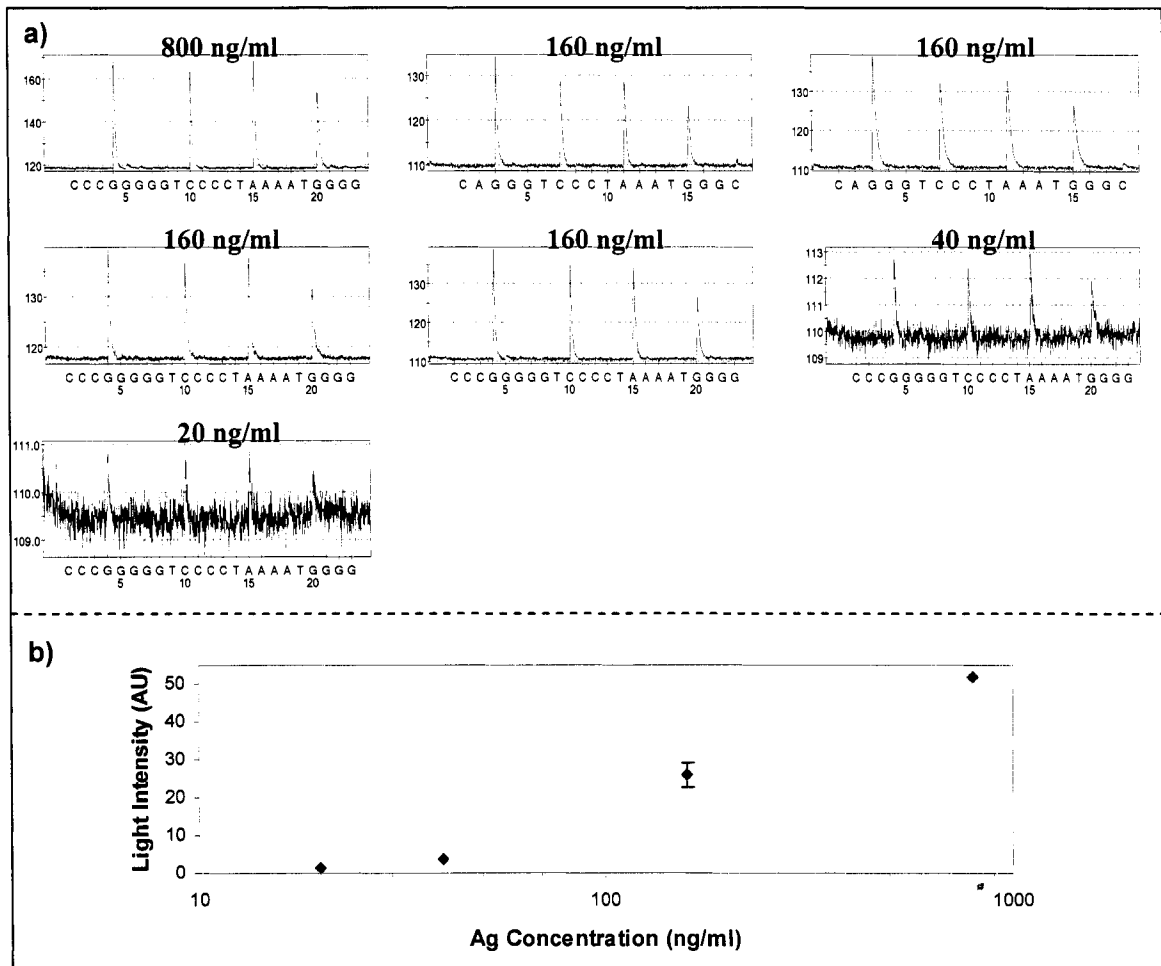 a)
800 ng/ml
160
140
120
C C C G G G G G T C C C C T A A A A T G G G G
5 10 15 20
160 ng/ml
130
120
110
C A G G G T C C C T A A A T G G G C
5 10 15
160 ng/ml
130
120
110
C A G G G T C C C T A A A T G G G C
5 10 15
160 ng/ml
130
120
C C C G G G G G T C C C C T A A A A T G G G G
5 10 15 20
160 ng/ml
130
120
110
C C C G G G G G T C C C C T A A A A T G G G G
5 10 15 20
40 ng/ml
113
112
111
110
109
C C C G G G G G T C C C C T A A A A T G G G G
5 10 15 20
20 ng/ml
111.0
110.0
109.0
C C C G G G G G T C C C C T A A A A T G G G G
5 10 15 20
b)
Light Intensity (AU)
50
40
30
20
10
0
10 100 1000
Ag Concentration (ng/ml)